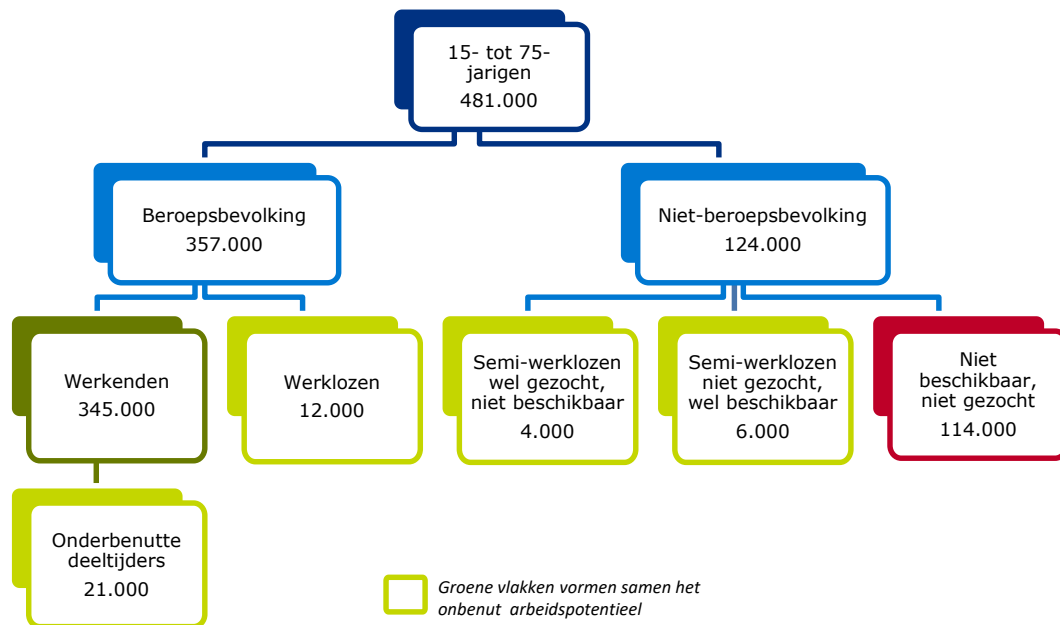 15- tot 75-
jarigen
481.000
Beroepsbevolking
357.000
Niet-beroepsbevolking
124.000
Werkenden
345.000
Werklozen
12.000
Semi-werklozen
wel gezocht,
niet beschikbaar
4.000
Semi-werklozen
niet gezocht,
wel beschikbaar
6.000
Niet
beschikbaar,
niet gezocht
114.000
Onderbenutte
deeltijders
21.000
Groene vlakken vormen samen het
onbenut arbeidspotentieel